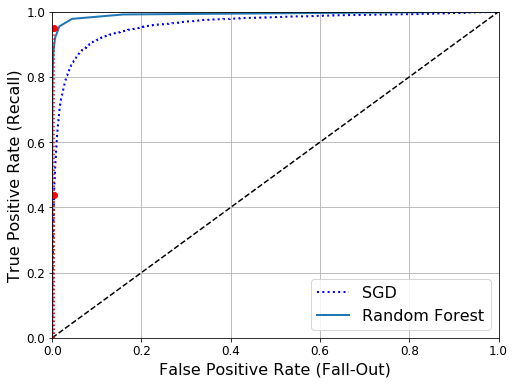 1.0
0.8
0.6
0.4
0.2
0.0
True Positive Rate (Recall)
SGD
Random Forest
0.0 0.2 0.4 0.6 0.8 1.0
False Positive Rate (Fall-Out)